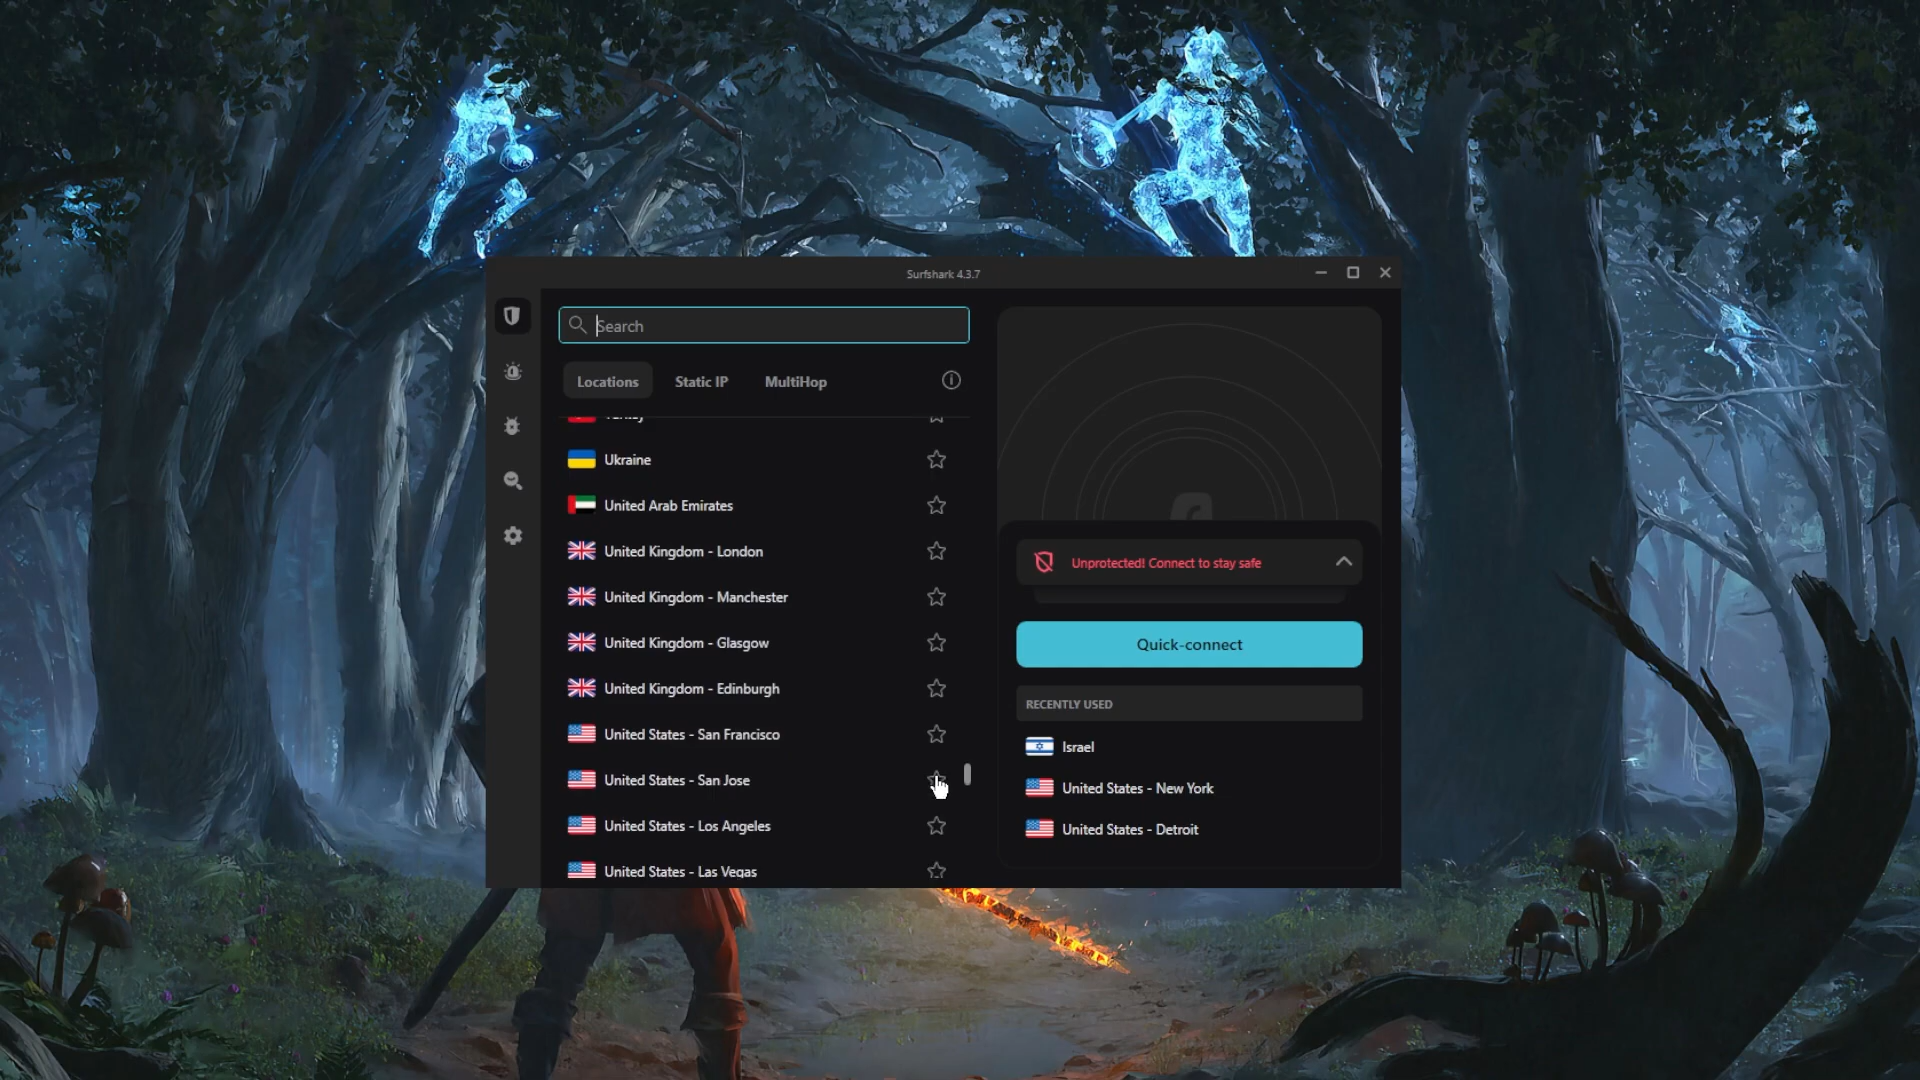 Surfshark 4.3.7
Search
Locations
Static IP
MultiHop
Ukraine
United Arab Emirates
United Kingdom - London
United Kingdom - Manchester
United Kingdom - Glasgow
United Kingdom - Edinburgh
United States - San Francisco
United States - San Jose
United States - Los Angeles
United States - Las Vegas
Unprotected! Connect to stay safe
Quick-connect
RECENTLY USED
Israel
United States - New York
United States - Detroit